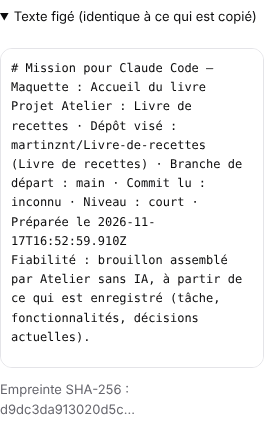 ▼ Texte figé (identique à ce qui est copié)
# Mission pour Claude Code —
Maquette : Accueil du livre
Projet Atelier : Livre de
recettes · Dépôt visé :
martinznt/Livre-de-recettes
(Livre de recettes) · Branche de
départ : main · Commit lu :
inconnu · Niveau : court ·
Préparée le 2026-11-
17T16:52:59.910Z
Fiabilité : brouillon assemblé
par Atelier sans IA, à partir de
ce qui est enregistré (tâche,
fonctionnalités, décisions
actuelles).
Empreinte SHA-256 :
d9dc3da913020d5c…